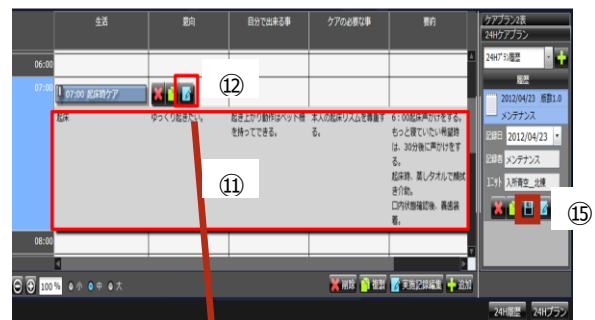 生活 意向 自分で出来る事 ケアの必要な事 要約
06:00
07:00
07:00 起床時ケア
⑫
起床
ゆっくり起きたい。
起き上がり動作はベット柵
を持ってできる。
本人の起床リズムを尊重す
る。
6:00起床声かけをする。
もっと寝ていたい希望時
は、30分後に声かけをす
る。
起床時、蒸しタオルで顔拭
き介助。
口内状態確認後、義歯装
着。
⑪
08:00
100 % 小 中 大
削除 複製 実施記録編集 追加
ケアプラン2表
24Hケアプラン
24Hプラン履歴
履歴
2012/04/23 版数1.0
メンテナンス
記録日 2012/04/23
記録者 メンテナンス
ユニット 入所青空_北棟
⑮
24H履歴 24Hプラン